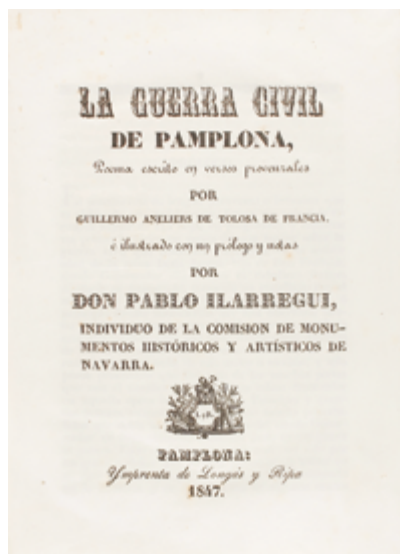 LA GUERRA CIVIL
DE PAMPLONA,
Poema escrito en versos provenzales
POR
GUILLERMO ANELIERS DE TOLOSA DE FRANCIA,
é ilustrado con un prólogo y notas
POR
DON PABLO ILARREGUI,
INDIVIDUO DE LA COMISION DE MONU-
MENTOS HISTÓRICOS Y ARTÍSTICOS DE
NAVARRA.
L y R.
PAMPLONA:
Ymprenta de Longás y Ripa
1847.